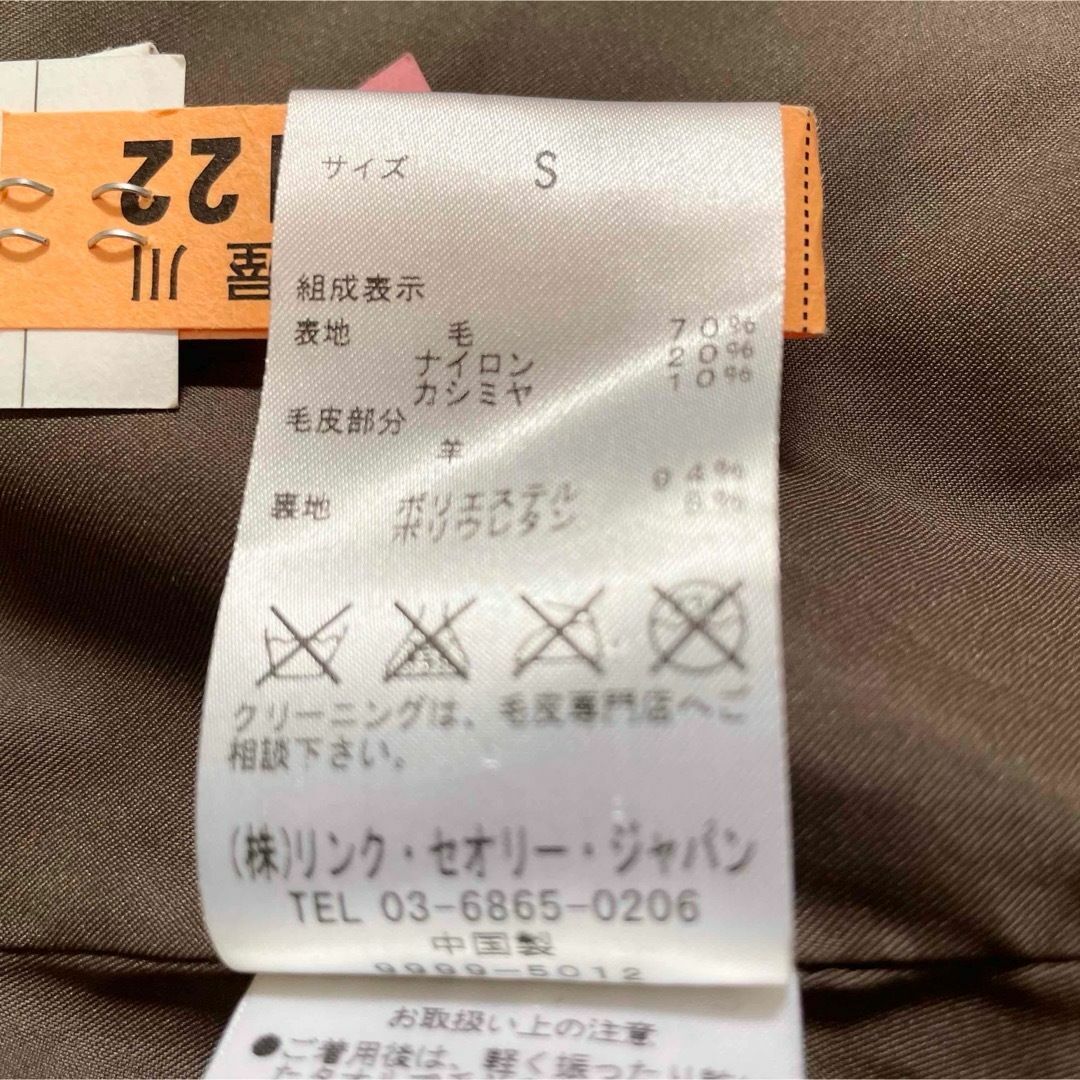 122
川
サイズ S
組成表示
表地 毛 70%
ナイロン 20%
カシミヤ 10%
毛皮部分
羊
裏地 ポリエステル 94%
ポリウレタン 6%
クリーニングは、毛皮専門店へご
相談下さい。
(株)リンク・セオリー・ジャパン
TEL 03-6865-0206
中国製
9999-5012
お取扱い上の注意
●ご着用後は、軽く振ったり